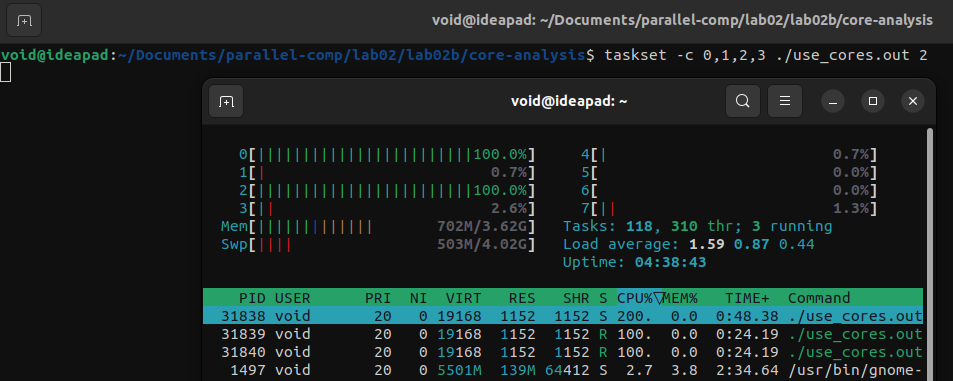 void@ideapad: ~/Documents/parallel-comp/lab02/lab02b/core-analysis
void@ideapad:~/Documents/parallel-comp/lab02/lab02b/core-analysis$ taskset -c 0,1,2,3 ./use_cores.out 2
void@ideapad: ~
0[||||||||||||||||||||||||100.0%] 4[| 0.7%]
1[| 0.7%] 5[ 0.0%]
2[||||||||||||||||||||||||100.0%] 6[ 0.0%]
3[|| 2.6%] 7[|| 1.3%]
Mem[||||||||||||| 702M/3.62G] Tasks: 118, 310 thr; 3 running
Swp[|||| 503M/4.02G] Load average: 1.59 0.87 0.44
Uptime: 04:38:43
PID USER PRI NI VIRT RES SHR S CPU%▽MEM% TIME+ Command
31838 void 20 0 19168 1152 1152 S 200. 0.0 0:48.38 ./use_cores.out
31839 void 20 0 19168 1152 1152 R 100. 0.0 0:24.19 ./use_cores.out
31840 void 20 0 19168 1152 1152 R 100. 0.0 0:24.19 ./use_cores.out
1497 void 20 0 5501M 139M 64412 S 2.7 3.8 2:34.64 /usr/bin/gnome-